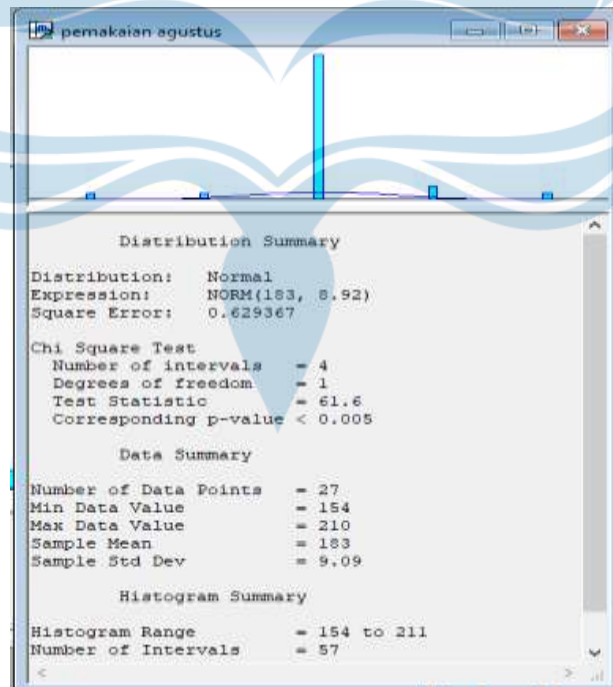 pemakaian agustus
Distribution Summary
Distribution: Normal
Expression: NORM(183, 8.92)
Square Error: 0.629367
Chi Square Test
Number of intervals = 4
Degrees of freedom = 1
Test Statistic = 61.6
Corresponding p-value < 0.005
Data Summary
Number of Data Points = 27
Min Data Value = 154
Max Data Value = 210
Sample Mean = 183
Sample Std Dev = 9.09
Histogram Summary
Histogram Range = 154 to 211
Number of Intervals = 57